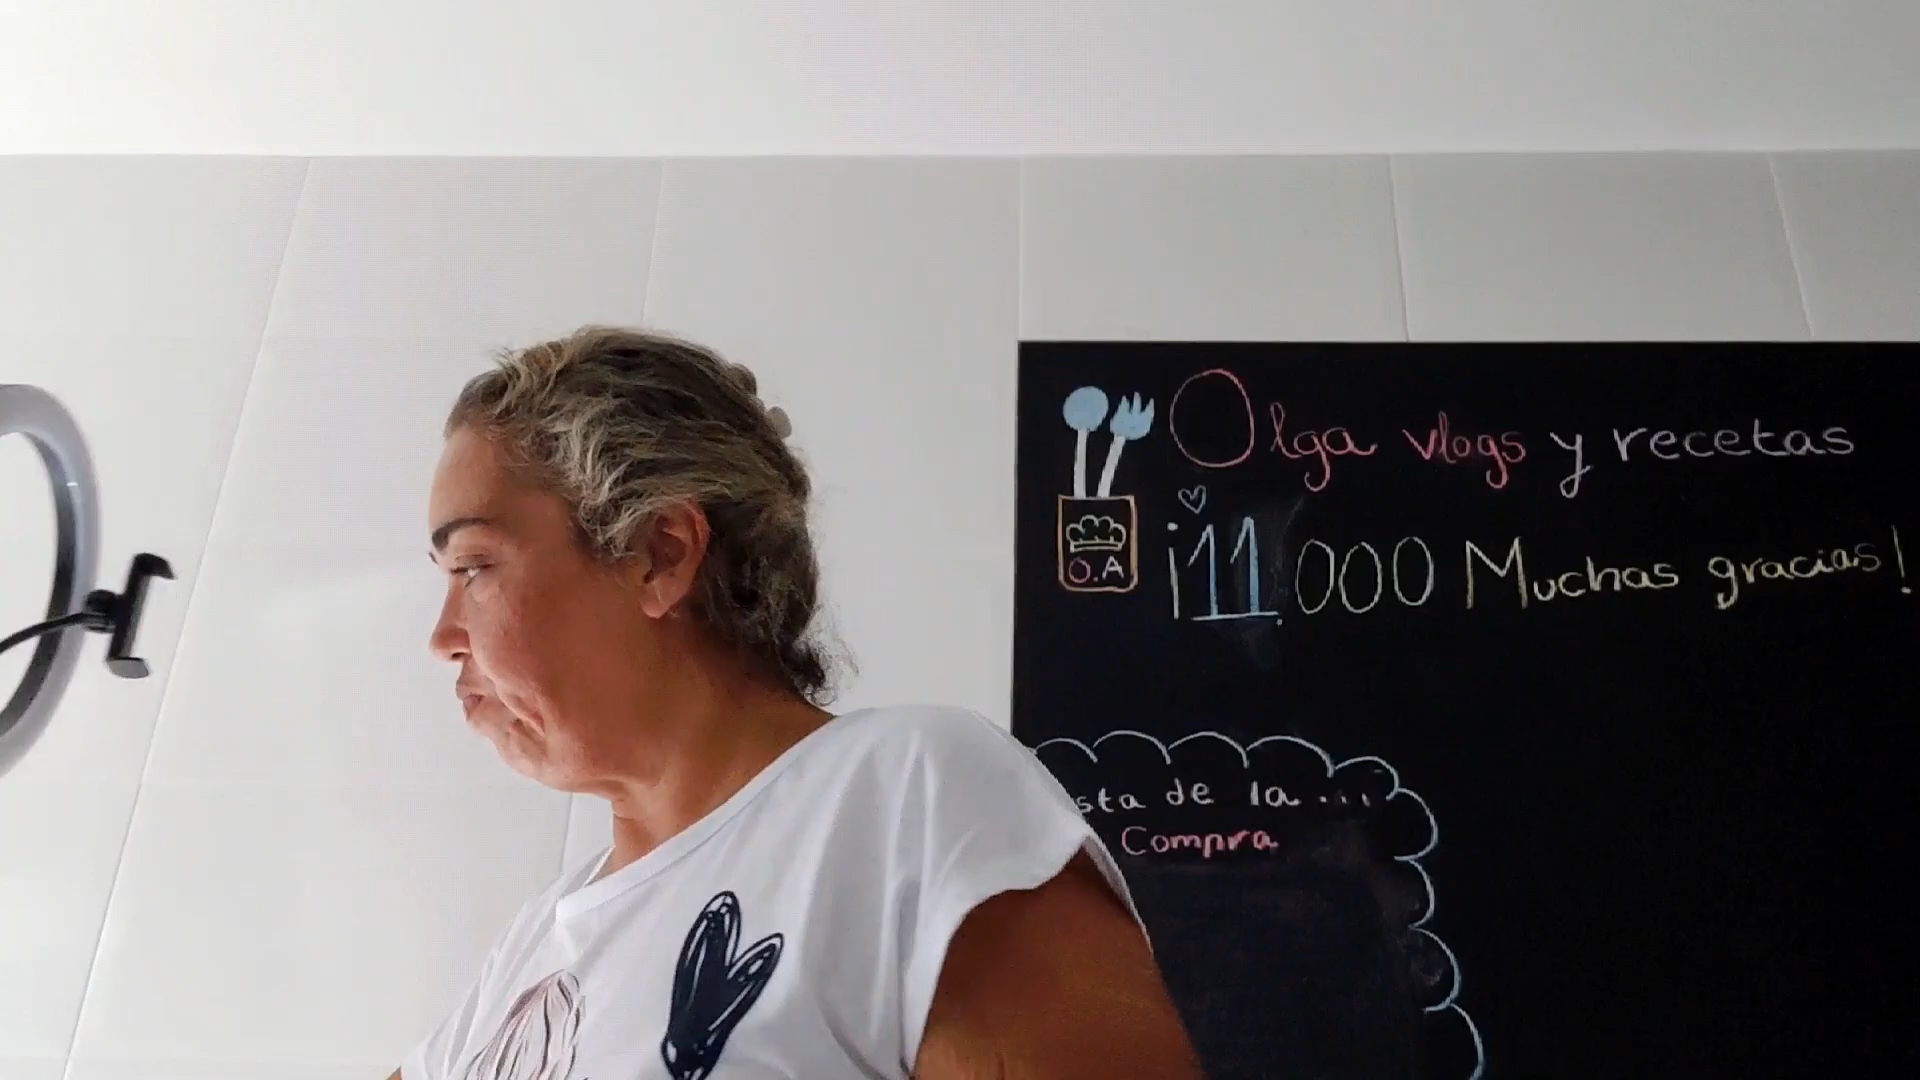 Olga vlogs y recetas
¡11.000 Muchas gracias!
O.A
sta de la...
Compra